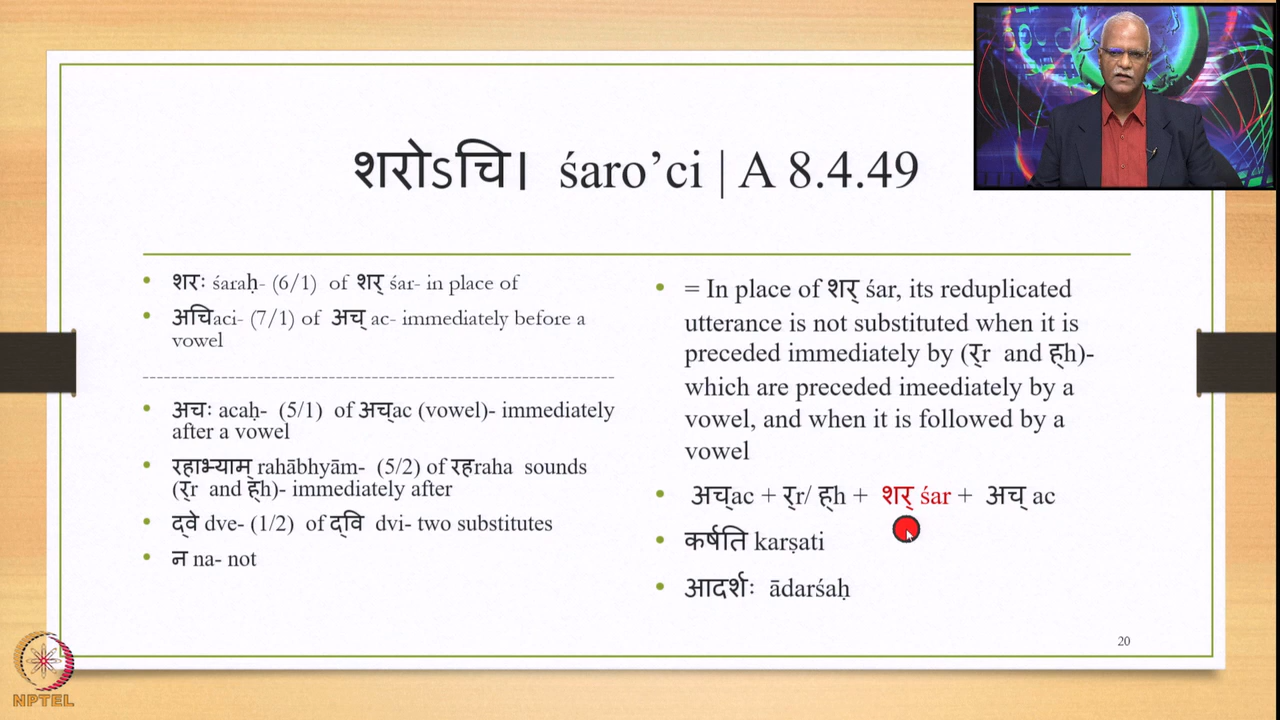 शरोऽचि। śaro’ci | A 8.4.49
• शरः śaraḥ- (6/1) of शर् śar- in place of
• अचिaci- (7/1) of अच् ac- immediately before a
vowel
• अचः acaḥ- (5/1) of अच्ac (vowel)- immediately
after a vowel
• रहाभ्याम् rahābhyām- (5/2) of रहraha sounds
(र्r and ह्h)- immediately after
• द्वे dve- (1/2) of द्वि dvi- two substitutes
• न na- not
• = In place of शर् śar, its reduplicated
utterance is not substituted when it is
preceded immediately by (र्r and ह्h)-
which are preceded imeediately by a
vowel, and when it is followed by a
vowel
• अच्ac + र्r/ ह्h + शर् śar + अच् ac
• कर्षति karṣati
• आदर्शः ādarśaḥ
20
NPTEL